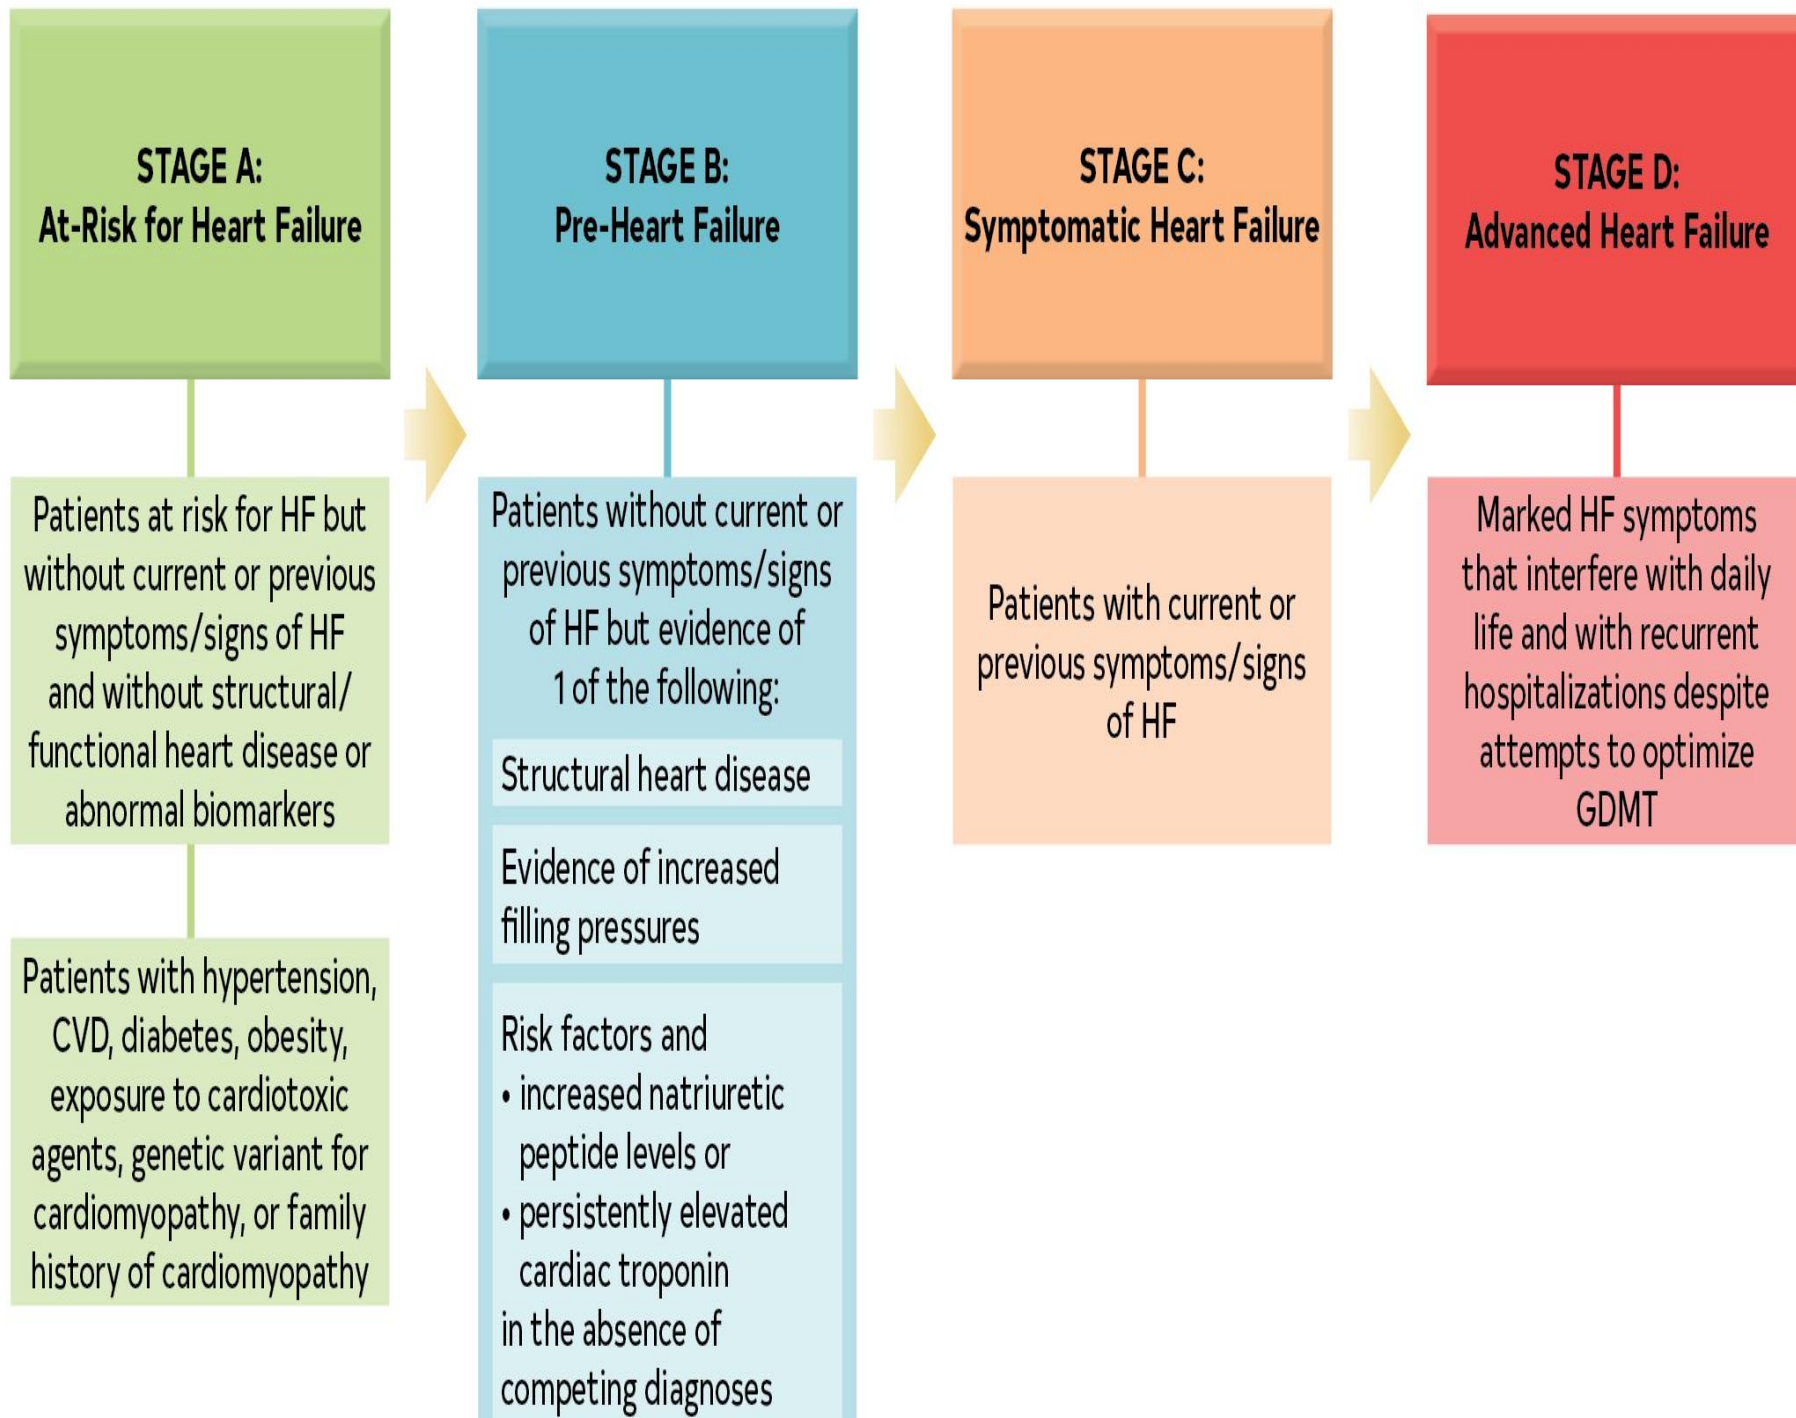 STAGE A:
At-Risk for Heart Failure
Patients at risk for HF but
without current or previous
symptoms/signs of HF
and without structural/
functional heart disease or
abnormal biomarkers
Patients with hypertension,
CVD, diabetes, obesity,
exposure to cardiotoxic
agents, genetic variant for
cardiomyopathy, or family
history of cardiomyopathy
STAGE B:
Pre-Heart Failure
Patients without current or
previous symptoms/signs
of HF but evidence of
1 of the following:
Structural heart disease
Evidence of increased
filling pressures
Risk factors and
• increased natriuretic
peptide levels or
• persistently elevated
cardiac troponin
in the absence of
competing diagnoses
STAGE C:
Symptomatic Heart Failure
Patients with current or
previous symptoms/signs
of HF
STAGE D:
Advanced Heart Failure
Marked HF symptoms
that interfere with daily
life and with recurrent
hospitalizations despite
attempts to optimize
GDMT